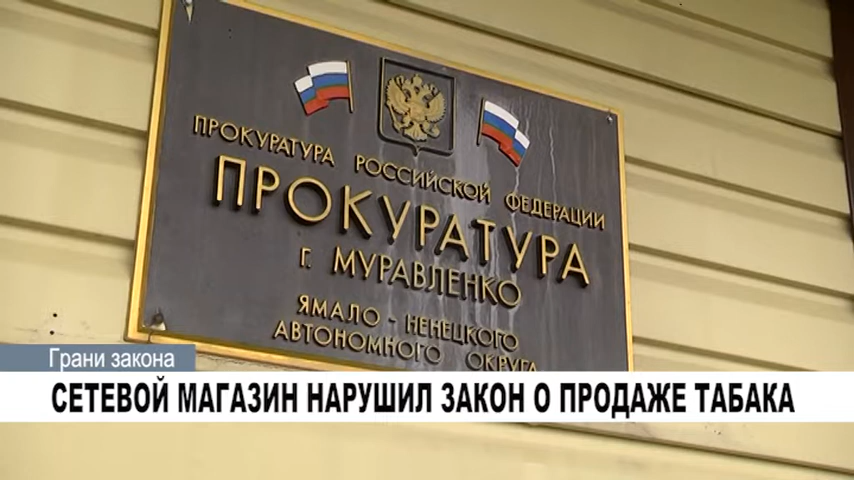 ПРОКУРАТУРА РОССИЙСКОЙ ФЕДЕРАЦИИ
ПРОКУРАТУРА
г. МУРАВЛЕНКО
ЯМАЛО - НЕНЕЦКОГО
АВТОНОМНОГО ОКРУГА
Грани закона
СЕТЕВОЙ МАГАЗИН НАРУШИЛ ЗАКОН О ПРОДАЖЕ ТАБАКА